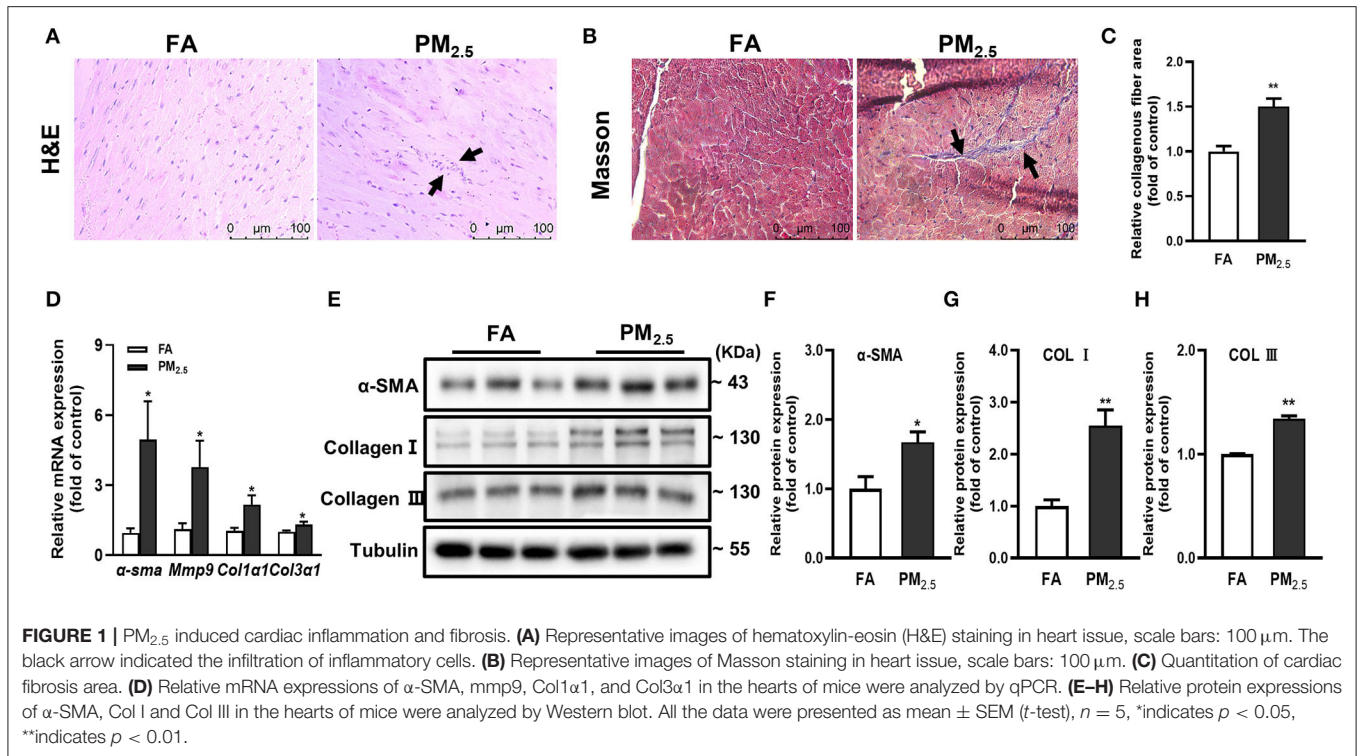 A
FA
PM2.5
H&E
0 μm 100
0 μm 100
B
FA
PM2.5
Masson
0 μm 100
0 μm 100
C
Relative collagenous fiber area
(fold of control)
2.0
1.5
1.0
0.5
0.0
**
FA
PM2.5
D
Relative mRNA expression
(fold of control)
9
6
3
0
FA
PM2.5
*
*
*
*
α-sma Mmp9 Col1α1 Col3α1
E
FA
PM2.5
(KDa)
α-SMA
~ 43
Collagen Ⅰ
~ 130
Collagen Ⅲ
~ 130
Tubulin
~ 55
F
α-SMA
Relative protein expression
(fold of control)
3.0
2.0
1.0
0.0
*
FA
PM2.5
G
COL Ⅰ
Relative protein expression
(fold of control)
4.0
3.0
2.0
1.0
0.0
**
FA
PM2.5
H
COL Ⅲ
Relative protein expression
(fold of control)
2.0
1.0
0.0
**
FA
PM2.5
FIGURE 1 | PM2.5 induced cardiac inflammation and fibrosis. (A) Representative images of hematoxylin-eosin (H&E) staining in heart issue, scale bars: 100 μm. The
black arrow indicated the infiltration of inflammatory cells. (B) Representative images of Masson staining in heart issue, scale bars: 100 μm. (C) Quantitation of cardiac
fibrosis area. (D) Relative mRNA expressions of α-SMA, mmp9, Col1α1, and Col3α1 in the hearts of mice were analyzed by qPCR. (E–H) Relative protein expressions
of α-SMA, Col I and Col III in the hearts of mice were analyzed by Western blot. All the data were presented as mean ± SEM (t-test), n = 5, *indicates p < 0.05,
**indicates p < 0.01.